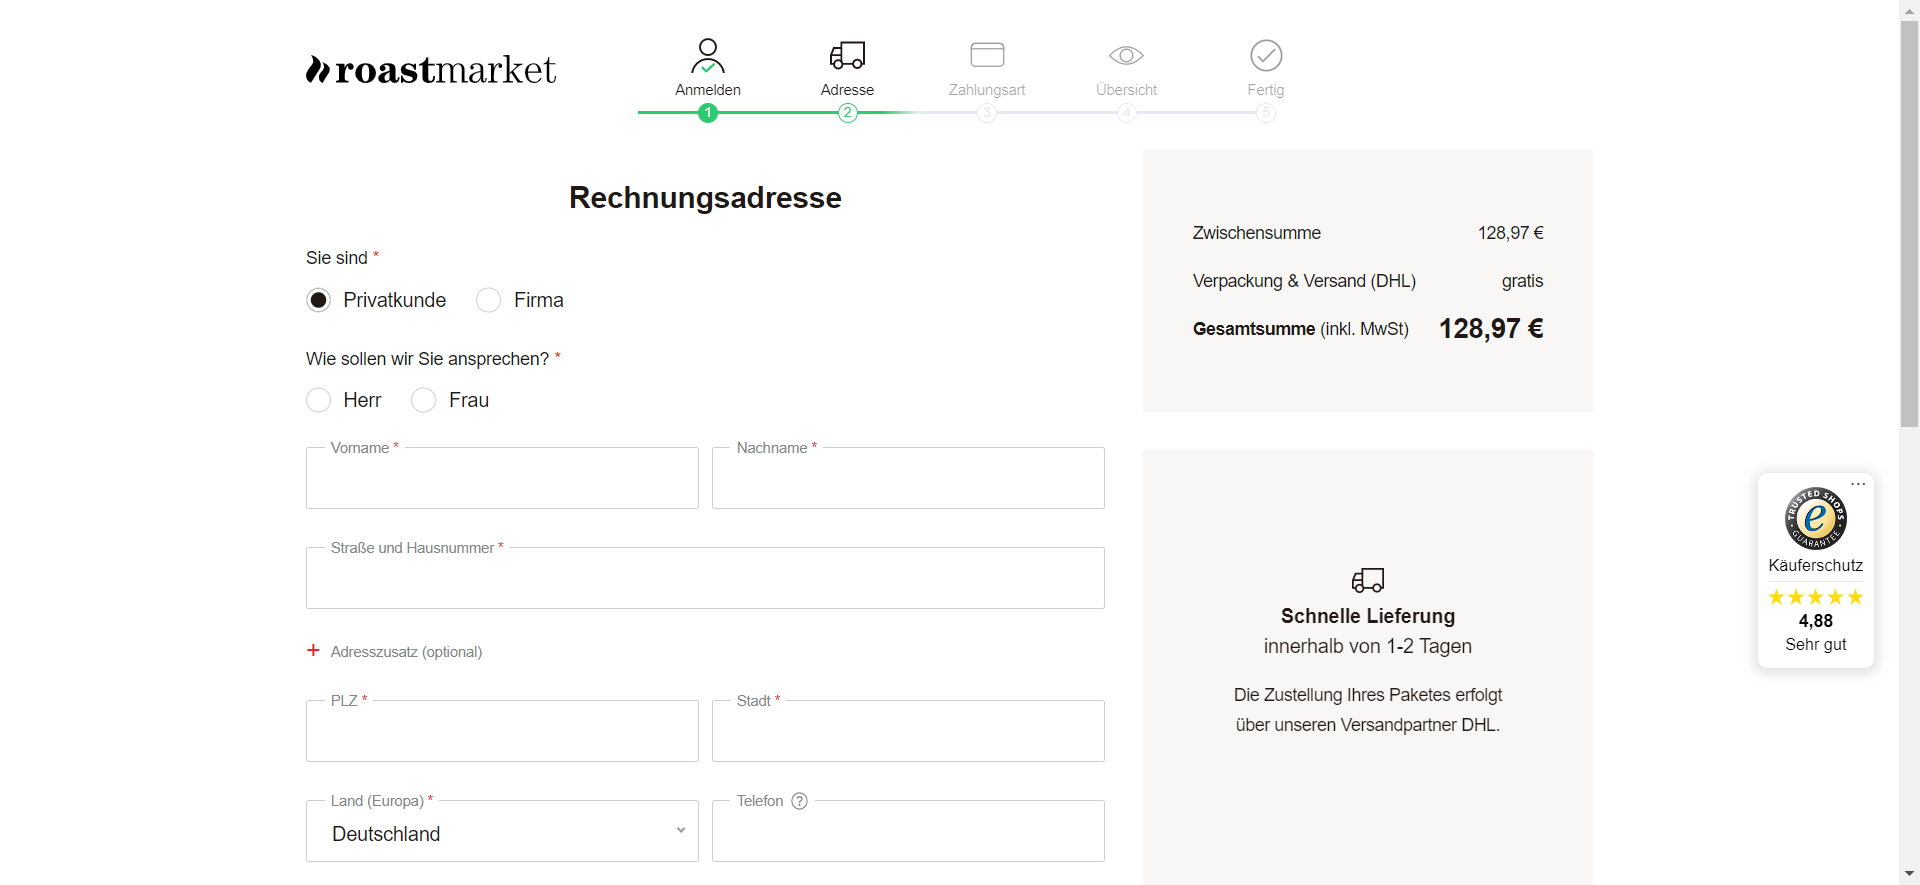 roastmarket
Anmelden
Adresse
Zahlungsart
Übersicht
Fertig
1
2
3
4
5
Rechnungsadresse
Sie sind *
Privatkunde
Firma
Wie sollen wir Sie ansprechen? *
Herr
Frau
Vorname *
Nachname *
Straße und Hausnummer *
+ Adresszusatz (optional)
PLZ *
Stadt *
Land (Europa) *
Deutschland
Telefon ?
Zwischensumme 128,97 €
Verpackung & Versand (DHL) gratis
Gesamtsumme (inkl. MwSt) 128,97 €
Schnelle Lieferung
innerhalb von 1-2 Tagen
Die Zustellung Ihres Paketes erfolgt
über unseren Versandpartner DHL.
...
TRUSTED SHOPS
e
GUARANTEE
Käuferschutz
★★★★★
4,88
Sehr gut